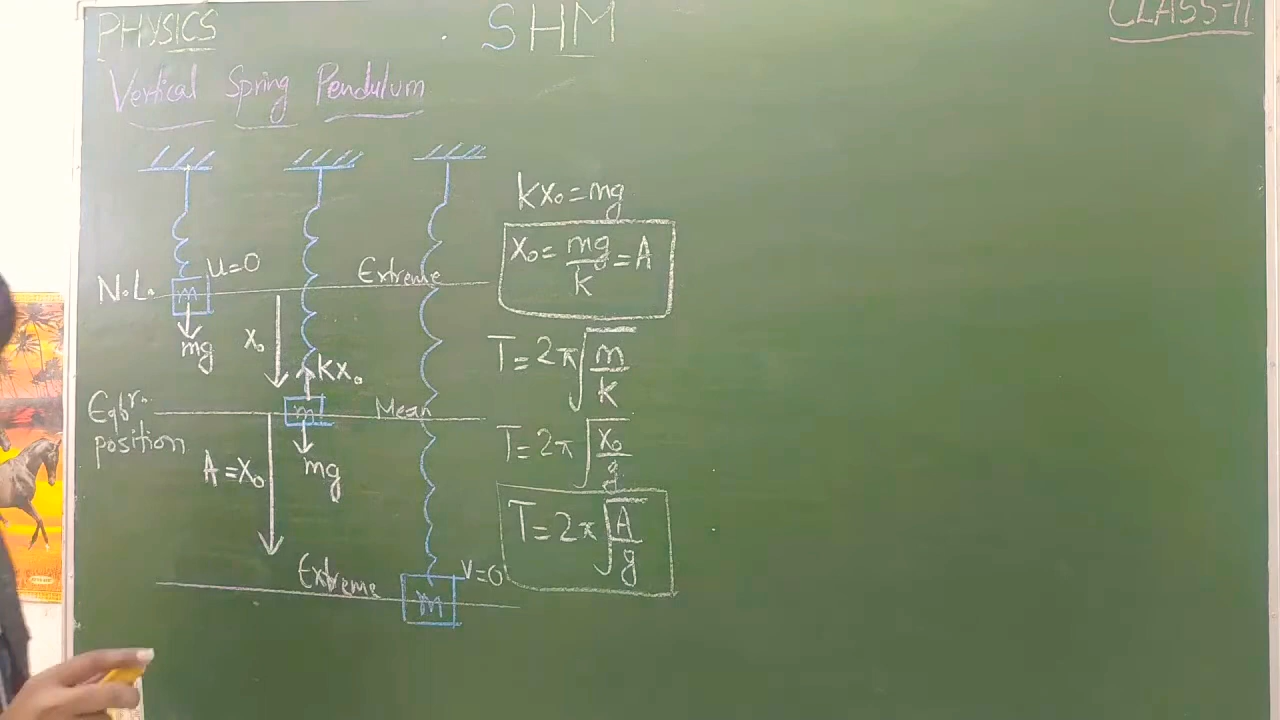 PHYSICS
SHM
CLASS-11
Vertical Spring Pendulum
N.L.
m
u=0
mg
x₀
Extreme
kx₀
Eqbr. position
m
mg
Mean
A=x₀
Extreme
m
v=0
kx₀=mg
x₀=mg/k=A
T=2π√(m/k)
T=2π√(x₀/g)
T=2π√(A/g)